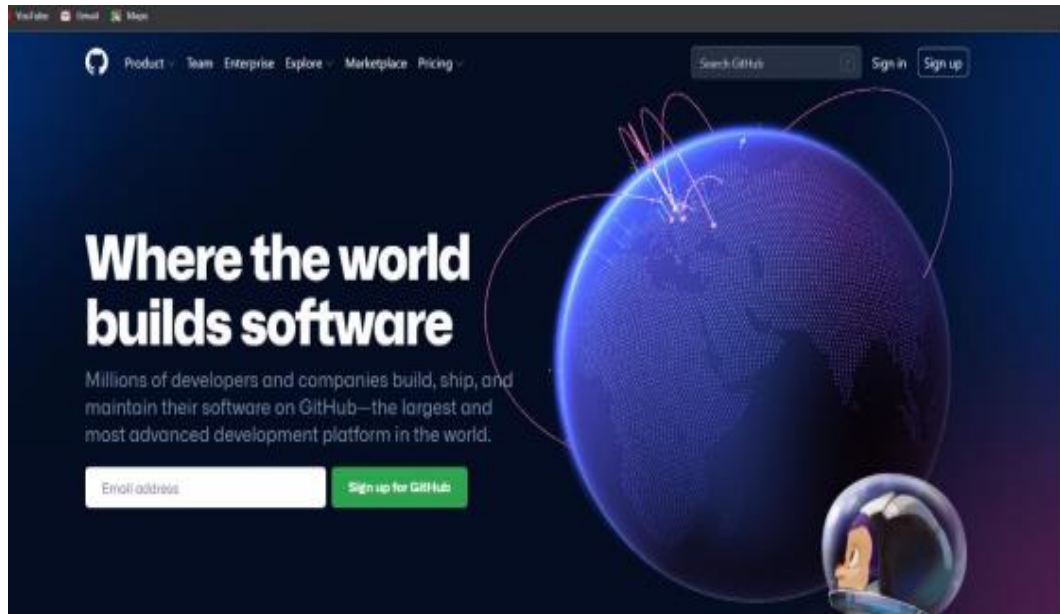 YouTube Gmail Maps
Product Team Enterprise Explore Marketplace Pricing Search GitHub Sign in Sign up
Where the world
builds software
Millions of developers and companies build, ship, and
maintain their software on GitHub—the largest and
most advanced development platform in the world.
Email address Sign up for GitHub